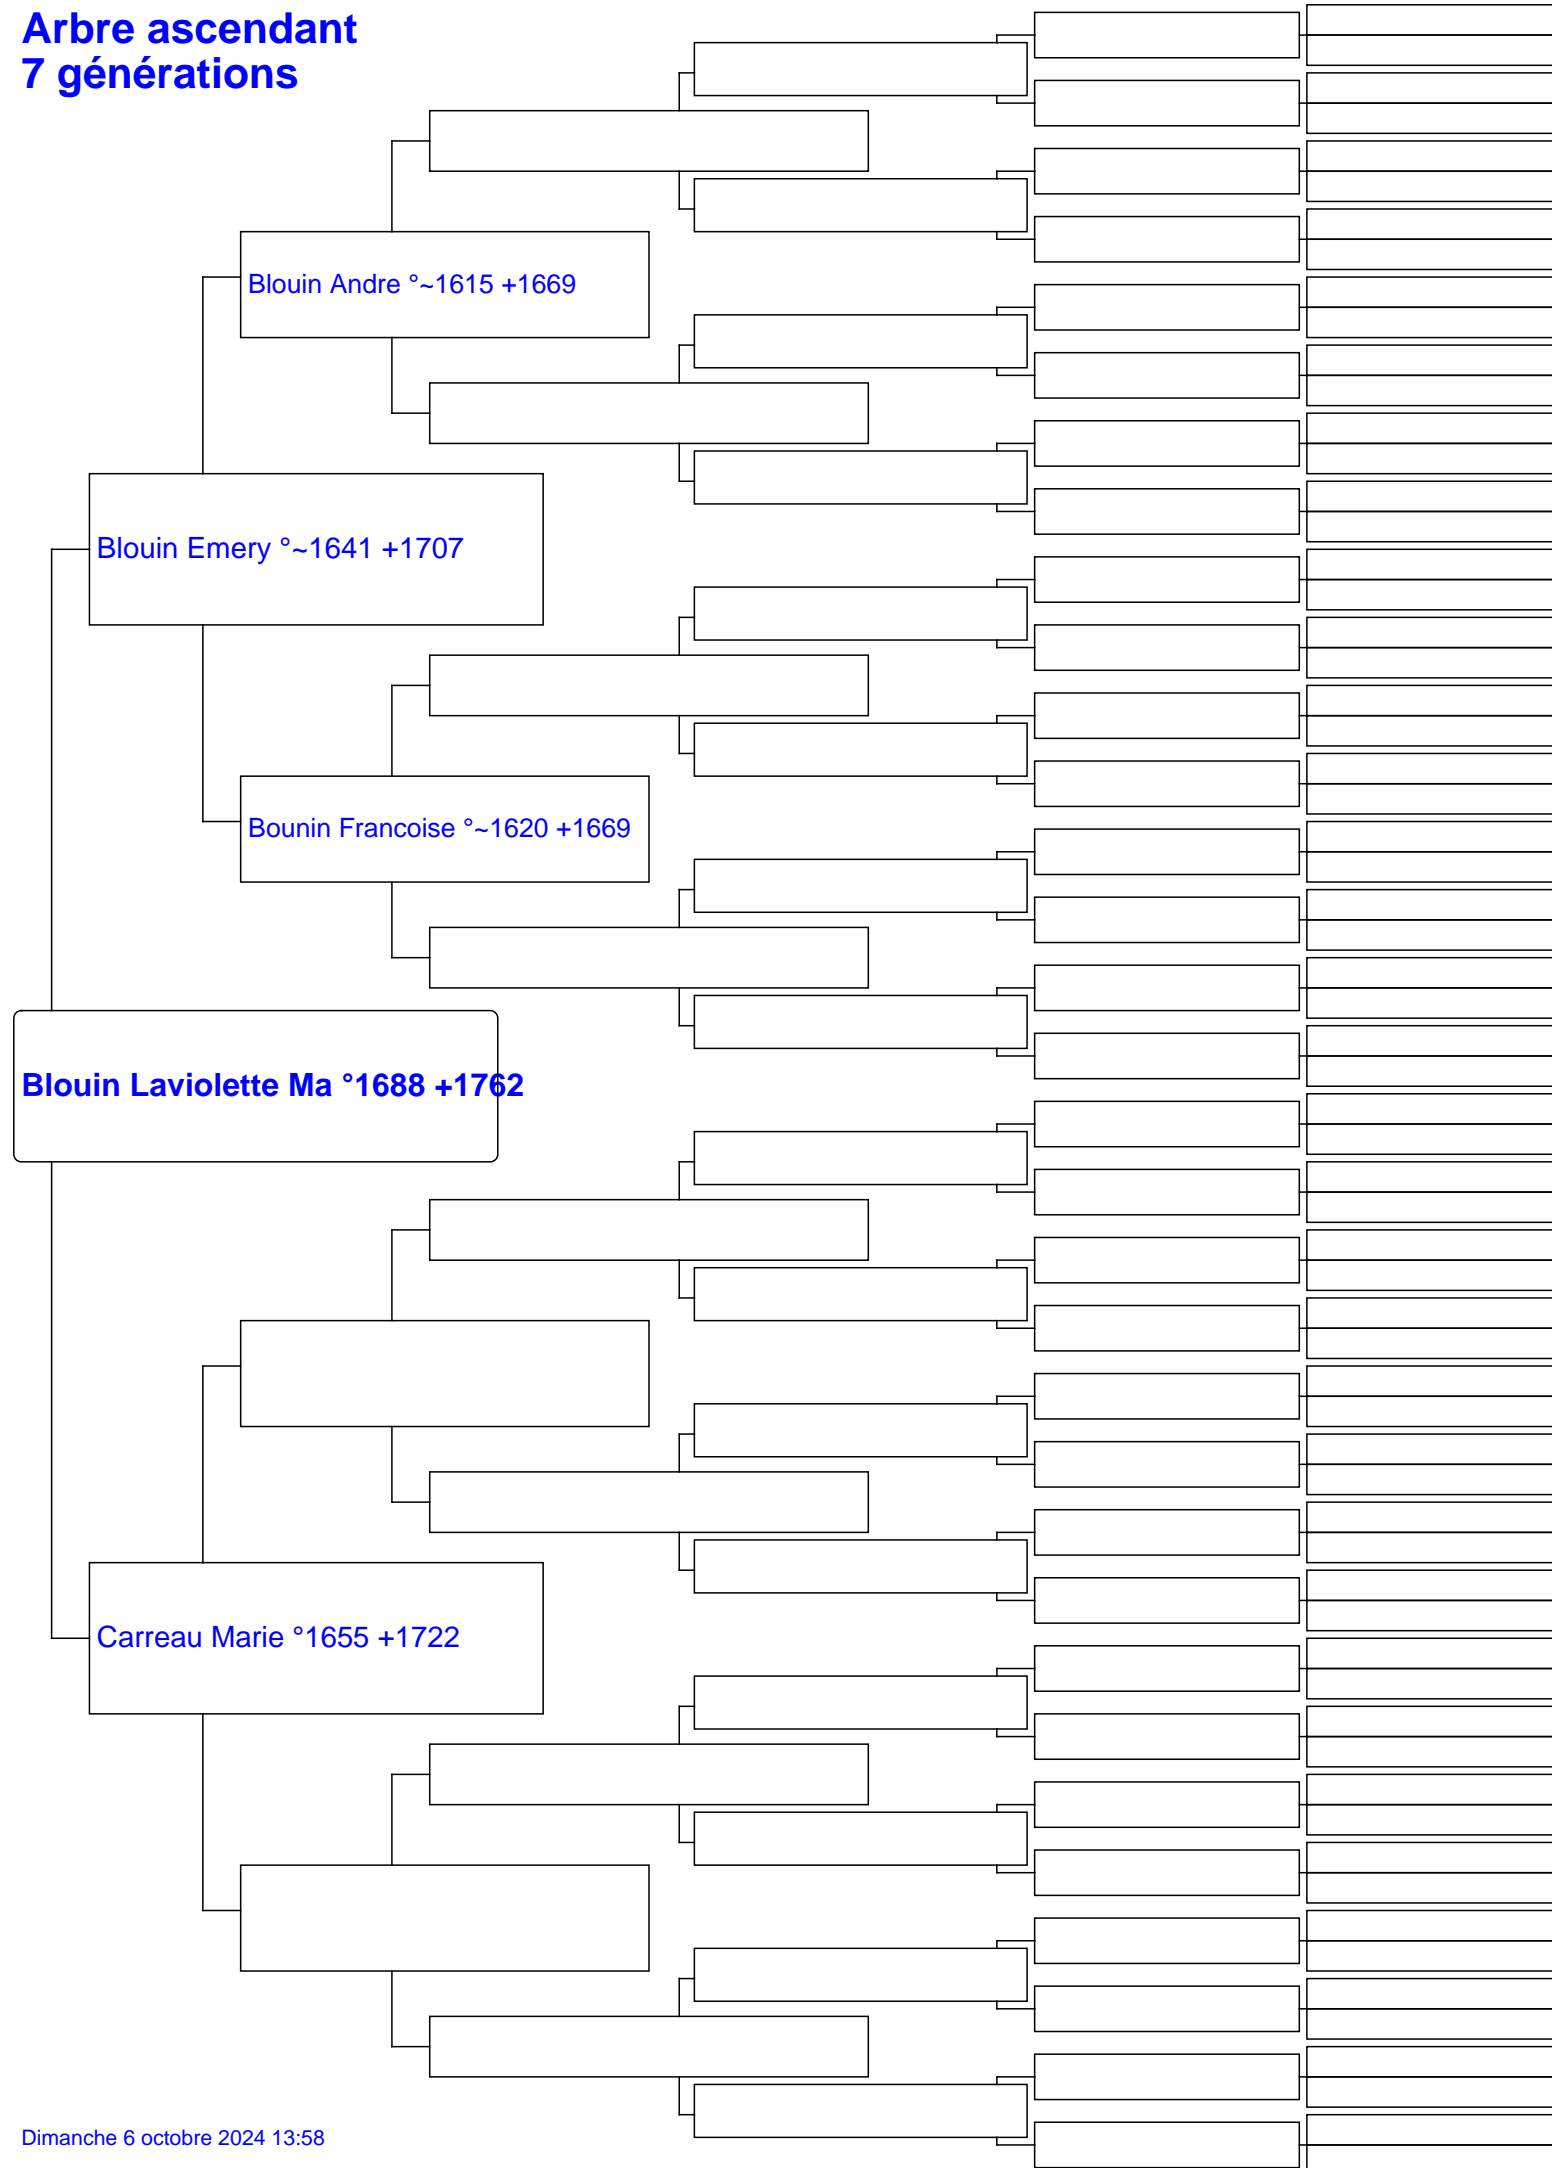 Arbre ascendant
7 générations
Blouin Andre °~1615 +1669
Blouin Emery °~1641 +1707
Bounin Francoise °~1620 +1669
Blouin Laviolette Ma °1688 +1762
Carreau Marie °1655 +1722
Dimanche 6 octobre 2024 13:58